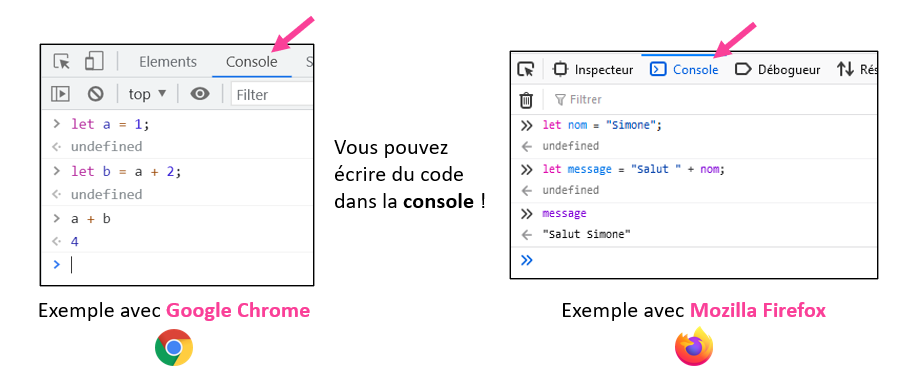 Elements Console
top ▼ Filter
> let a = 1;
<· undefined
> let b = a + 2;
<· undefined
> a + b
<· 4
>
Exemple avec Google Chrome
Vous pouvez
écrire du code
dans la console !
Inspecteur Console Débogueur Rés
Filtrer
>> let nom = "Simone";
← undefined
>> let message = "Salut " + nom;
← undefined
>> message
← "Salut Simone"
>>
Exemple avec Mozilla Firefox